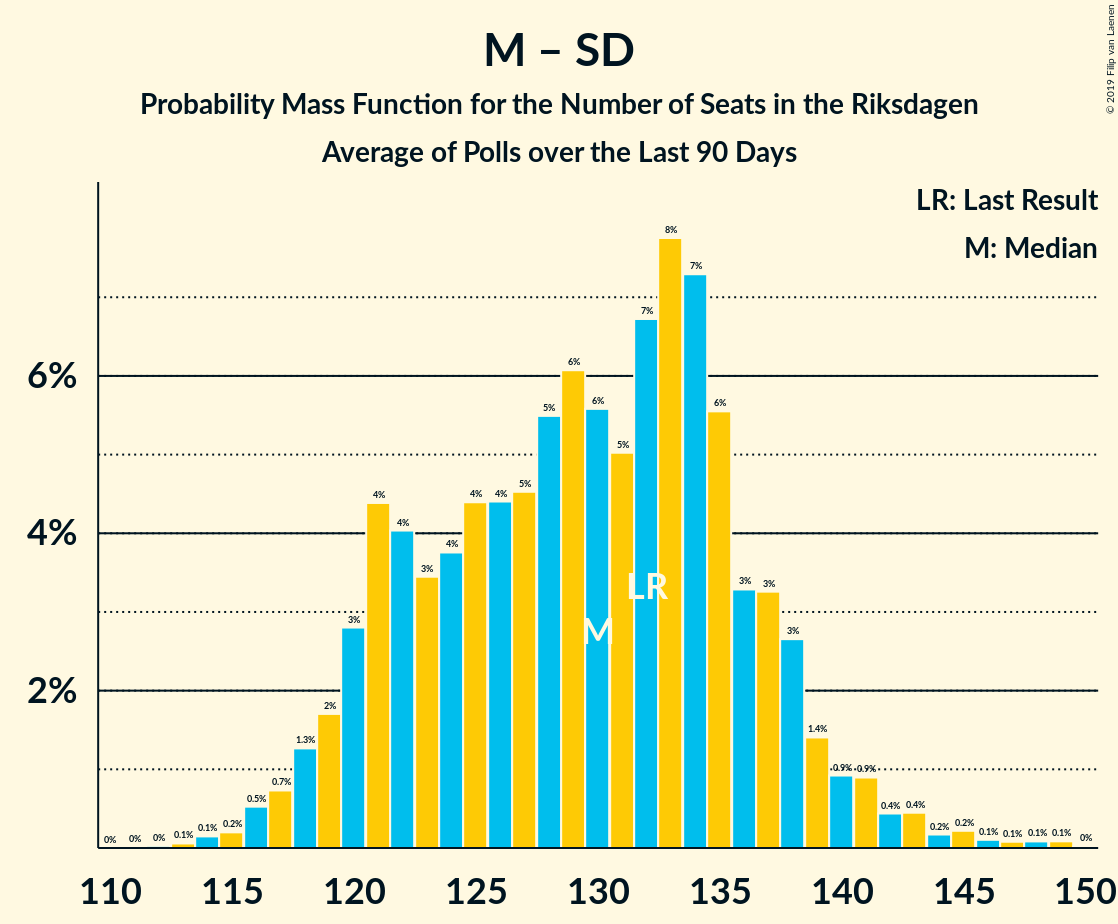 M – SD
Probability Mass Function for the Number of Seats in the Riksdagen
Average of Polls over the Last 90 Days
© 2019 Filip van Laenen
LR: Last Result
M: Median
6%
4%
2%
0% 0% 0% 0.1% 0.1% 0.2% 0.5% 0.7% 1.3% 2% 3% 4% 4% 3% 4% 4% 4% 5% 5% 6% 6% 5% 7% 8% 7% 6% 3% 3% 3% 1.4% 0.9% 0.9% 0.4% 0.4% 0.2% 0.2% 0.1% 0.1% 0.1% 0.1% 0%
LR
M
110 115 120 125 130 135 140 145 150